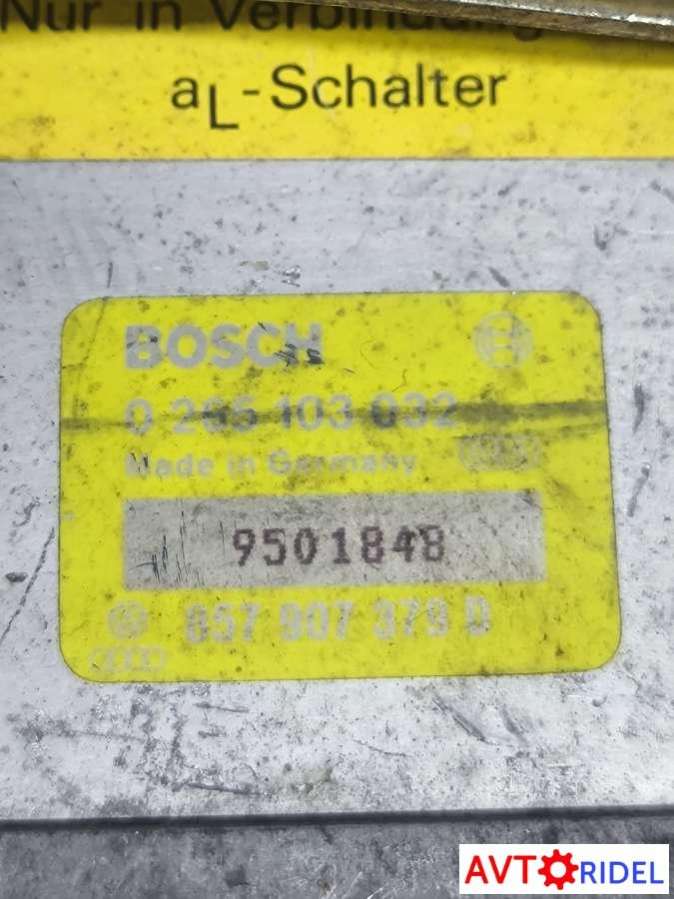 Nur in Verbindung
aL-Schalter
BOSCH
0 265 103 032
Made in Germany
9501848
857 907 379 D
AVTORIDEL